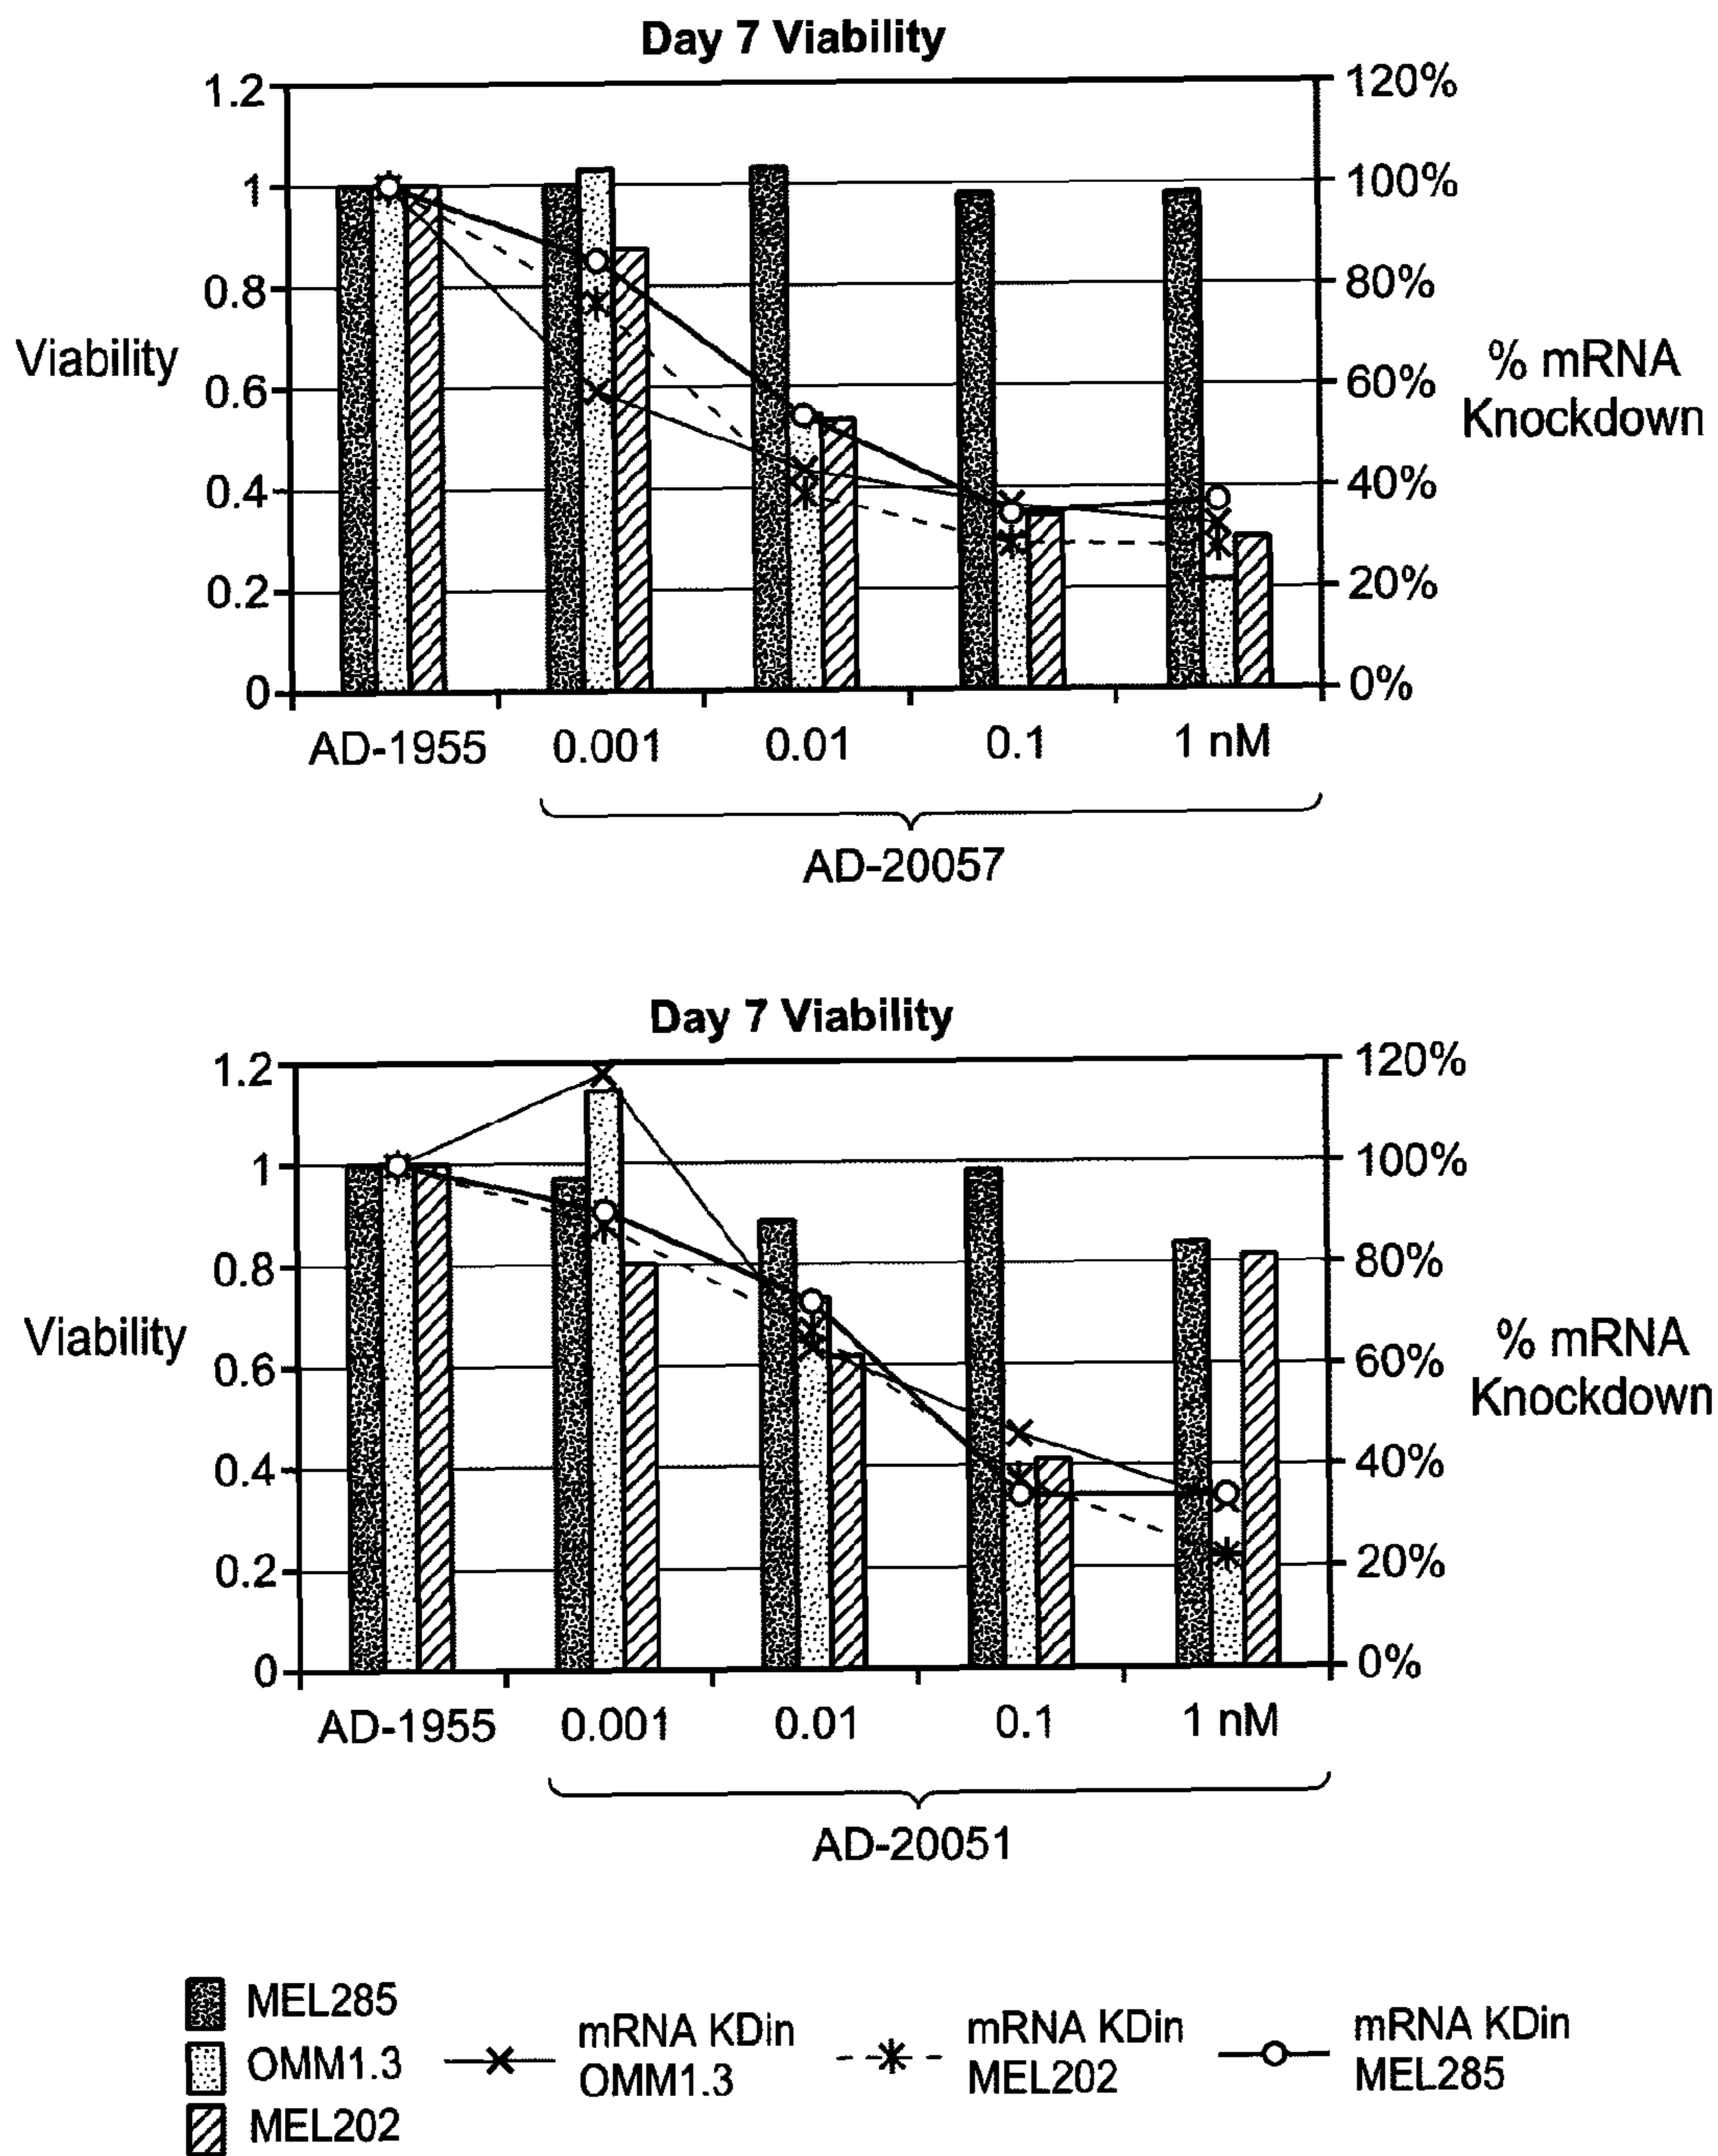 Day 7 Viability
1.2
1
0.8
0.6
0.4
0.2
0
Viability
120%
100%
80%
60%
40%
20%
0%
% mRNA
Knockdown
AD-1955 0.001 0.01 0.1 1 nM
AD-20057
Day 7 Viability
1.2
1
0.8
0.6
0.4
0.2
0
Viability
120%
100%
80%
60%
40%
20%
0%
% mRNA
Knockdown
AD-1955 0.001 0.01 0.1 1 nM
AD-20051
MEL285
OMM1.3
MEL202
mRNA KDin
OMM1.3
mRNA KDin
MEL202
mRNA KDin
MEL285